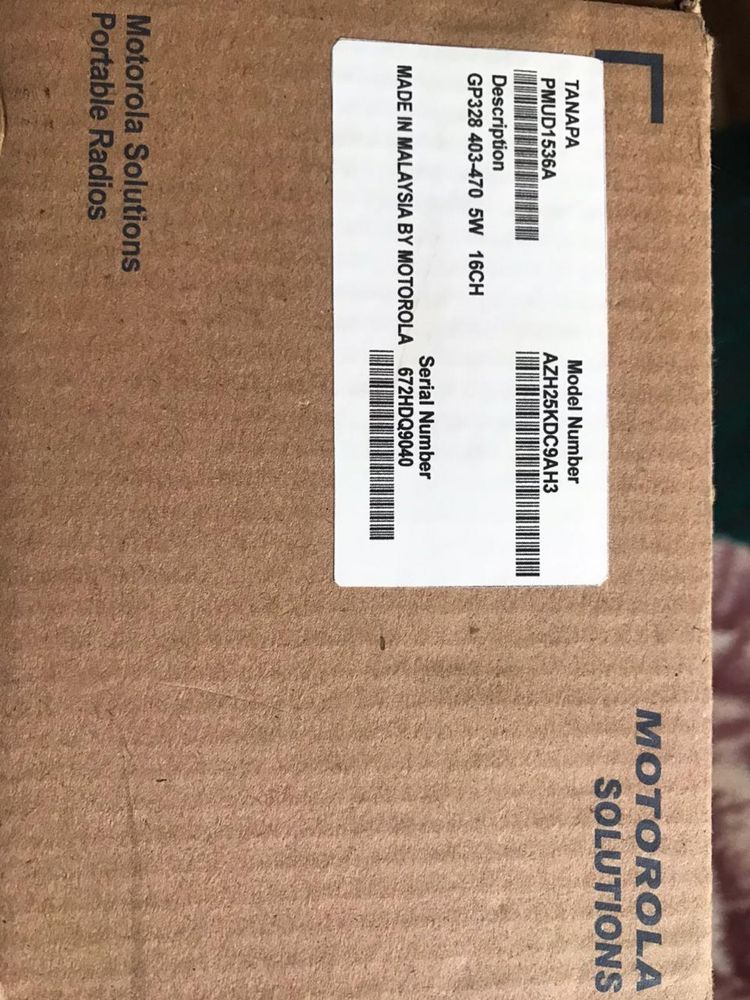 TANAPA
PMUD1536A
Model Number
AZH25KDC9AH3
Description
GP328 403-470 5W 16CH
Serial Number
MADE IN MALAYSIA BY MOTOROLA 672HDQ9040
MOTOROLA
SOLUTIONS
Motorola Solutions
Portable Radios